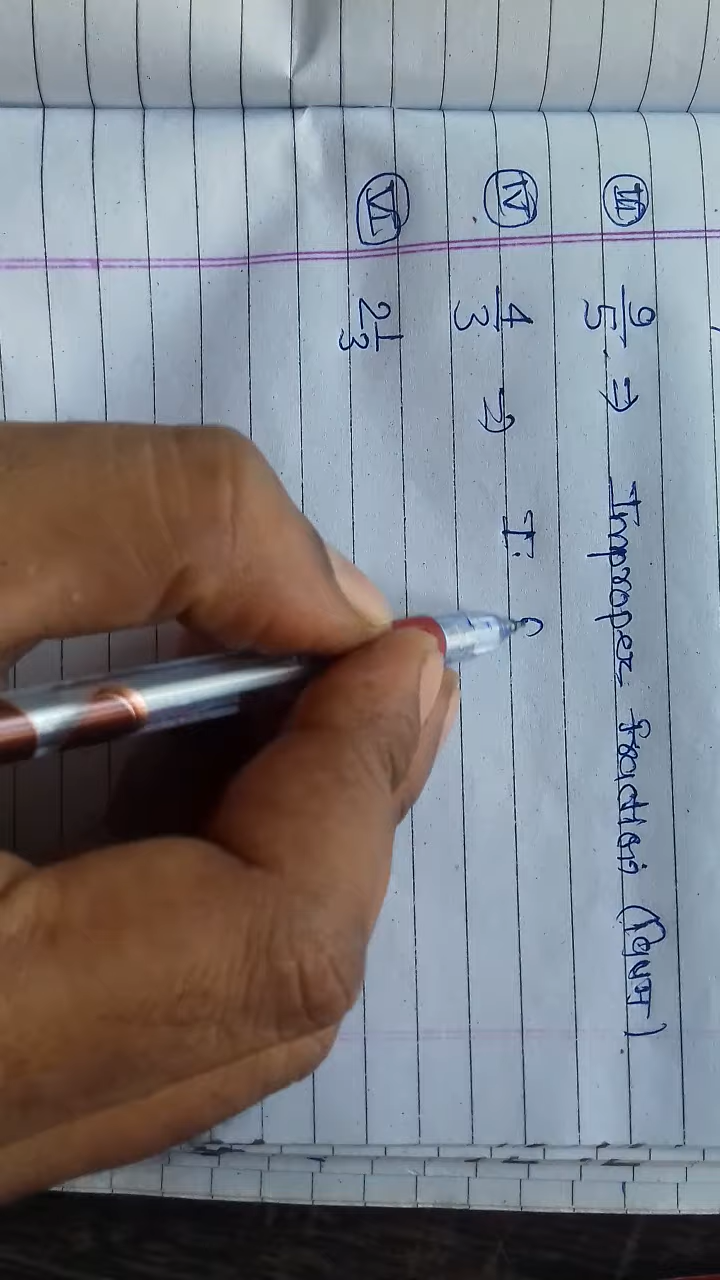 III 9/5 ⇒ Improper fraction (विषम)
IV 4/3 ⇒ I.
VI 2 1/3